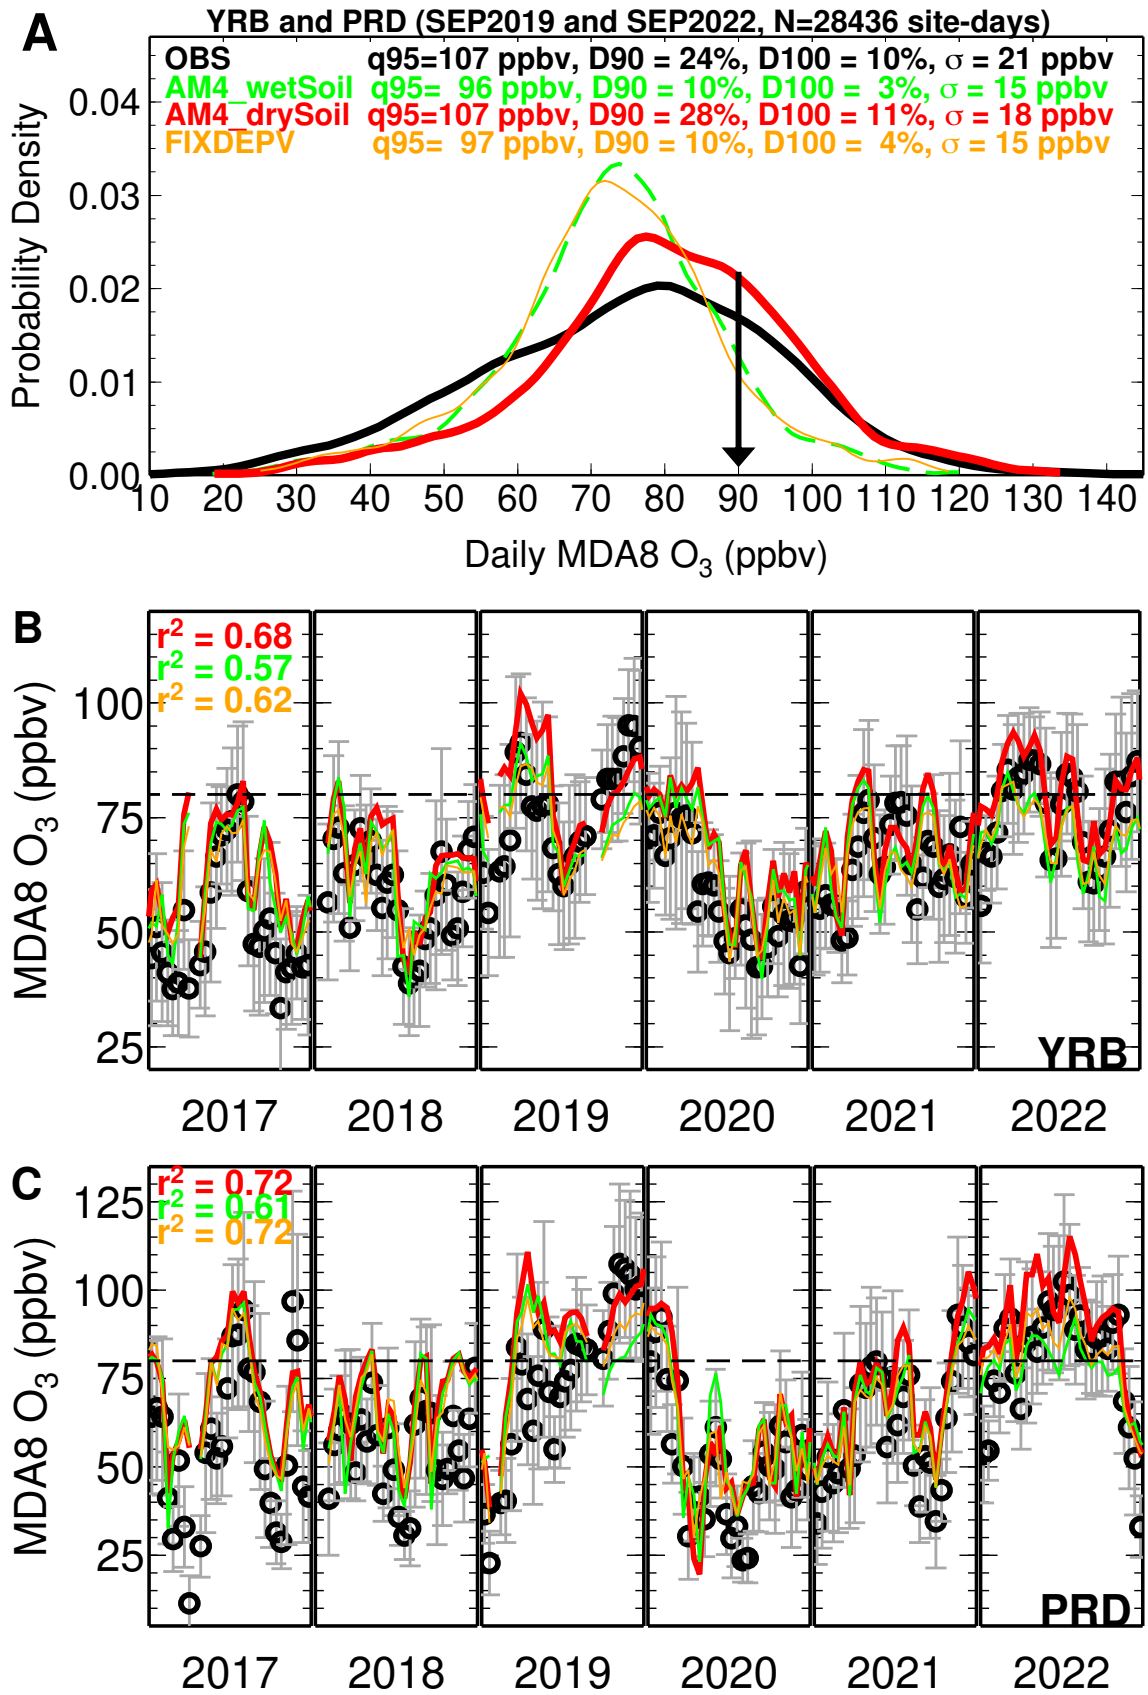 A
YRB and PRD (SEP2019 and SEP2022, N=28436 site-days)
OBS q95=107 ppbv, D90 = 24%, D100 = 10%, σ = 21 ppbv
AM4_wetSoil q95= 96 ppbv, D90 = 10%, D100 = 3%, σ = 15 ppbv
AM4_drySoil q95=107 ppbv, D90 = 28%, D100 = 11%, σ = 18 ppbv
FIXDEPV q95= 97 ppbv, D90 = 10%, D100 = 4%, σ = 15 ppbv
Probability Density
0.04
0.03
0.02
0.01
0.00
10 20 30 40 50 60 70 80 90 100 110 120 130 140
Daily MDA8 O₃ (ppbv)
B
r² = 0.68
r² = 0.57
r² = 0.62
MDA8 O₃ (ppbv)
100
75
50
25
YRB
2017 2018 2019 2020 2021 2022
C
r² = 0.72
r² = 0.61
r² = 0.72
MDA8 O₃ (ppbv)
125
100
75
50
25
PRD
2017 2018 2019 2020 2021 2022